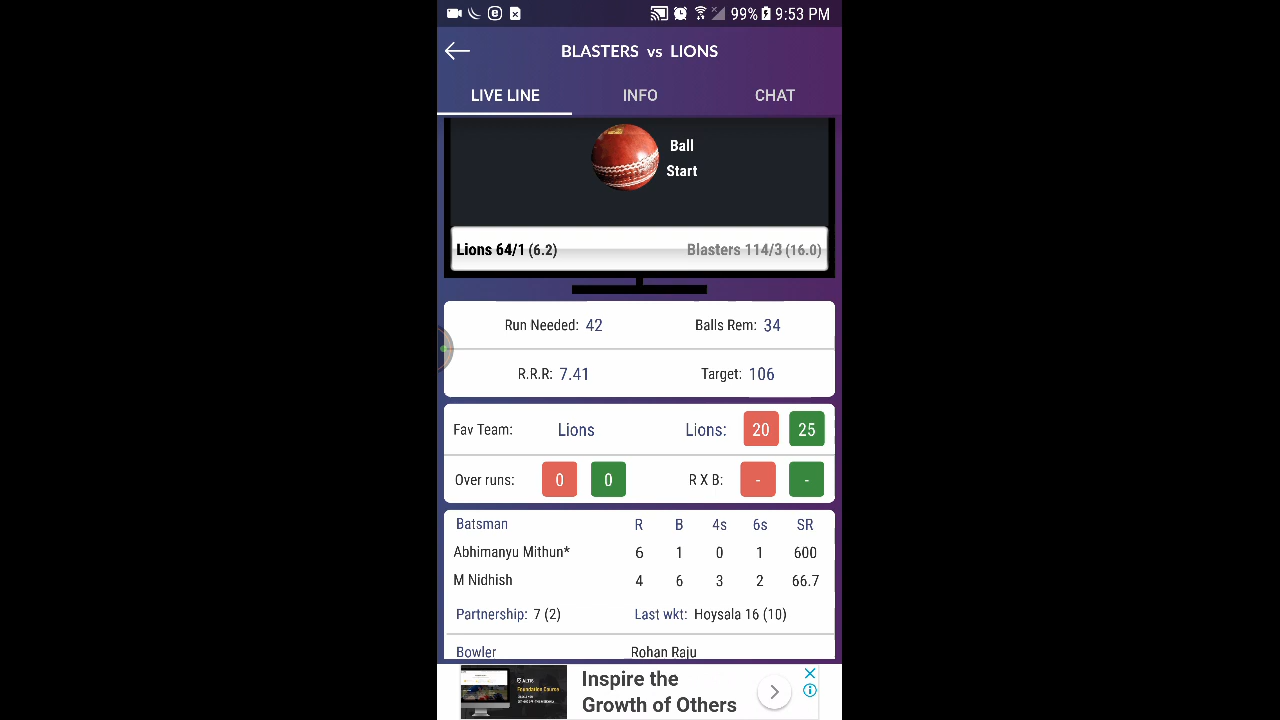 99% 9:53 PM
BLASTERS vs LIONS
LIVE LINE INFO CHAT
Ball
Start
Lions 64/1 (6.2) Blasters 114/3 (16.0)
Run Needed: 42 Balls Rem: 34
R.R.R: 7.41 Target: 106
Fav Team: Lions Lions: 20 25
Over runs: 0 0 R X B: - -
Batsman R B 4s 6s SR
Abhimanyu Mithun* 6 1 0 1 600
M Nidhish 4 6 3 2 66.7
Partnership: 7 (2) Last wkt: Hoysala 16 (10)
Bowler Rohan Raju
ALTIS
Foundation Course
Inspire the
Growth of Others